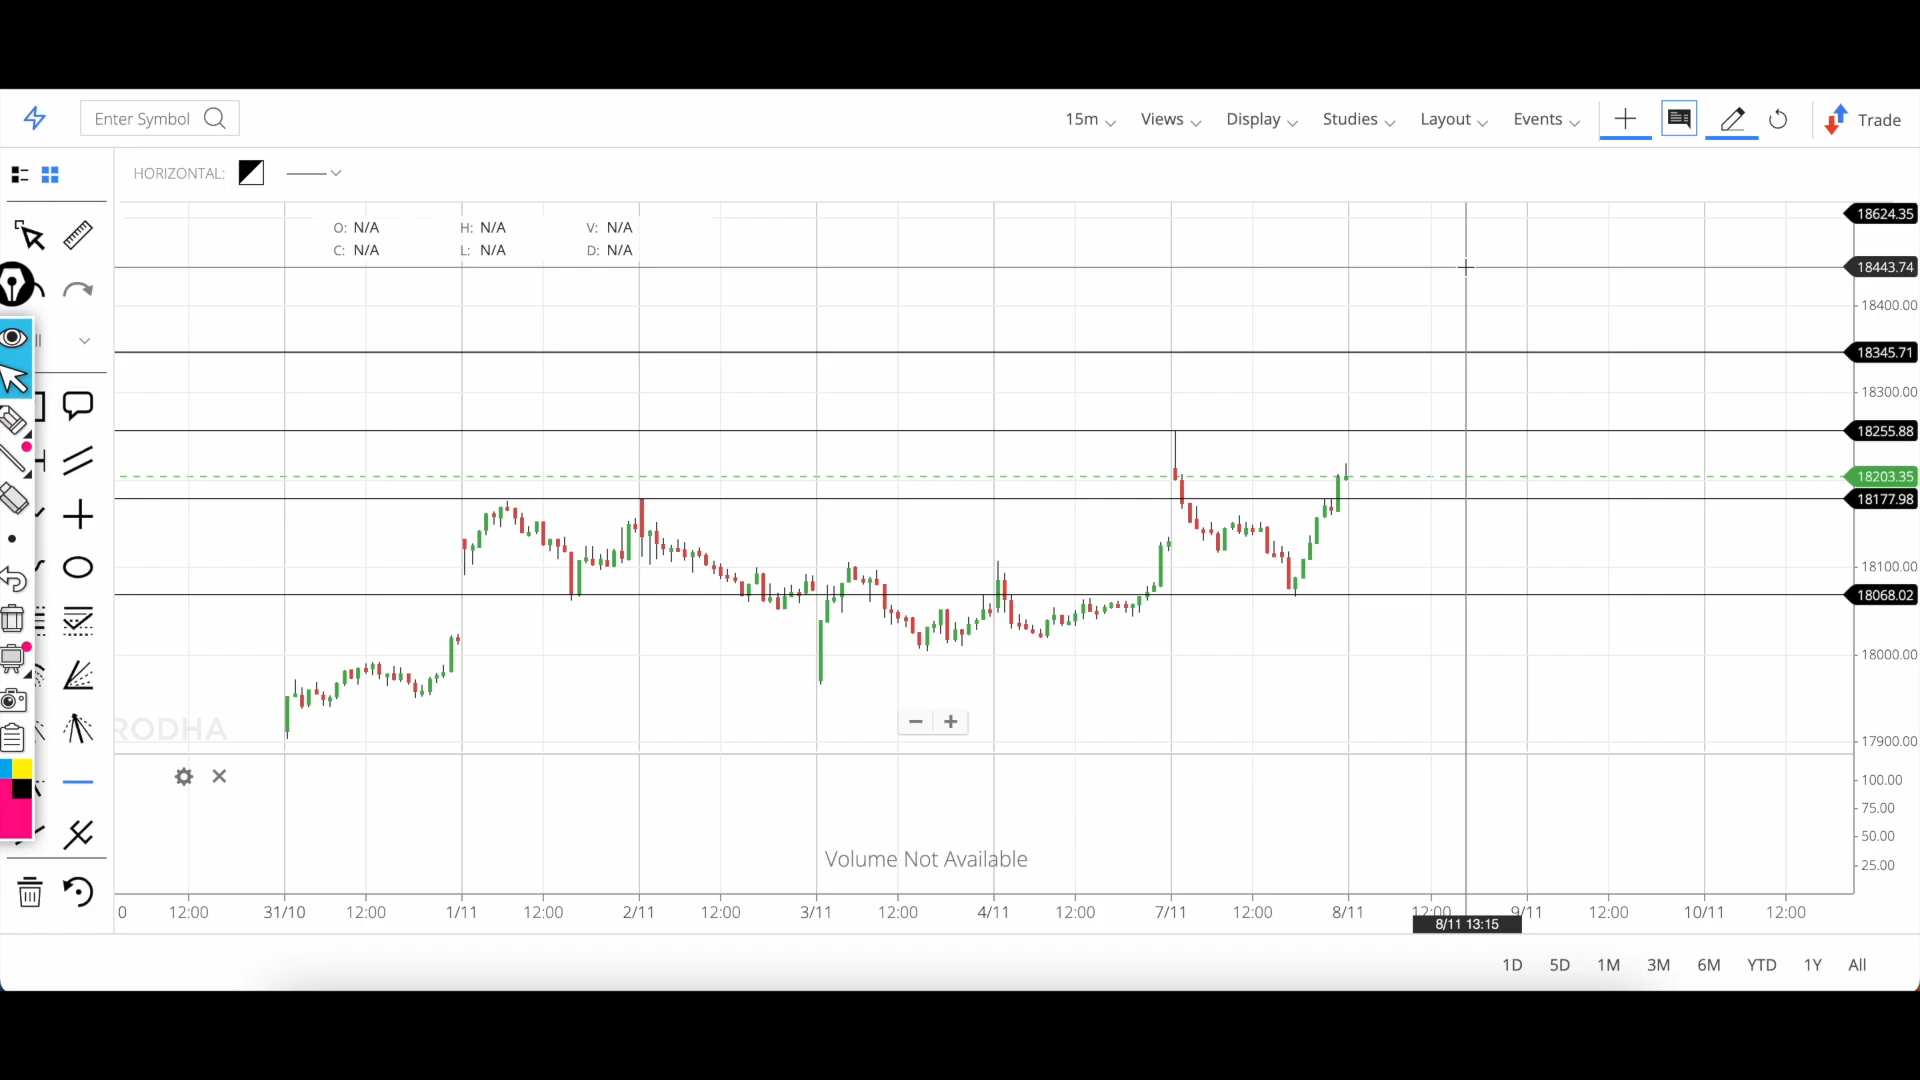 Enter Symbol
15m
Views
Display
Studies
Layout
Events
Trade
HORIZONTAL:
O: N/A H: N/A V: N/A
C: N/A L: N/A D: N/A
18624.35
18443.74
18400.00
18345.71
18300.00
18255.88
18203.35
18177.98
18100.00
18068.02
18000.00
17900.00
RODHA
100.00
75.00
50.00
25.00
Volume Not Available
0 12:00 31/10 12:00 1/11 12:00 2/11 12:00 3/11 12:00 4/11 12:00 7/11 12:00 8/11 12:00 9/11 12:00 10/11 12:00
8/11 13:15
1D 5D 1M 3M 6M YTD 1Y All